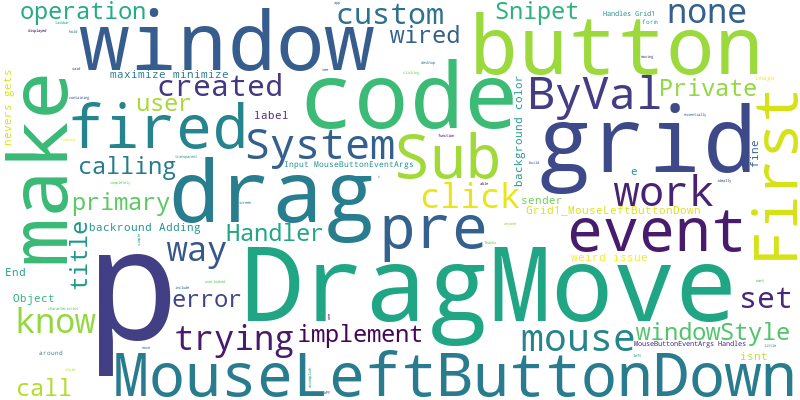 operation
window
custom
Snipet
Handles Grid1
none
wired
button
maximize minimize
created
user
label
code
ByVal
Private
nevers gets
make
fired
System
Sub
background color
grid
First
fine
calling
drag
Input MouseButtonEventArgs
click
work
e
primary
pre
sender
Grid1_MouseLeftButtonDown
backround Adding
title
way
Handler
event
weird issue
End
p
DragMove
Object
error
set
know
trying
implement
mouse
windowStyle
MouseButtonEventArgs Handles
isnt
call
MouseLeftButtonDown